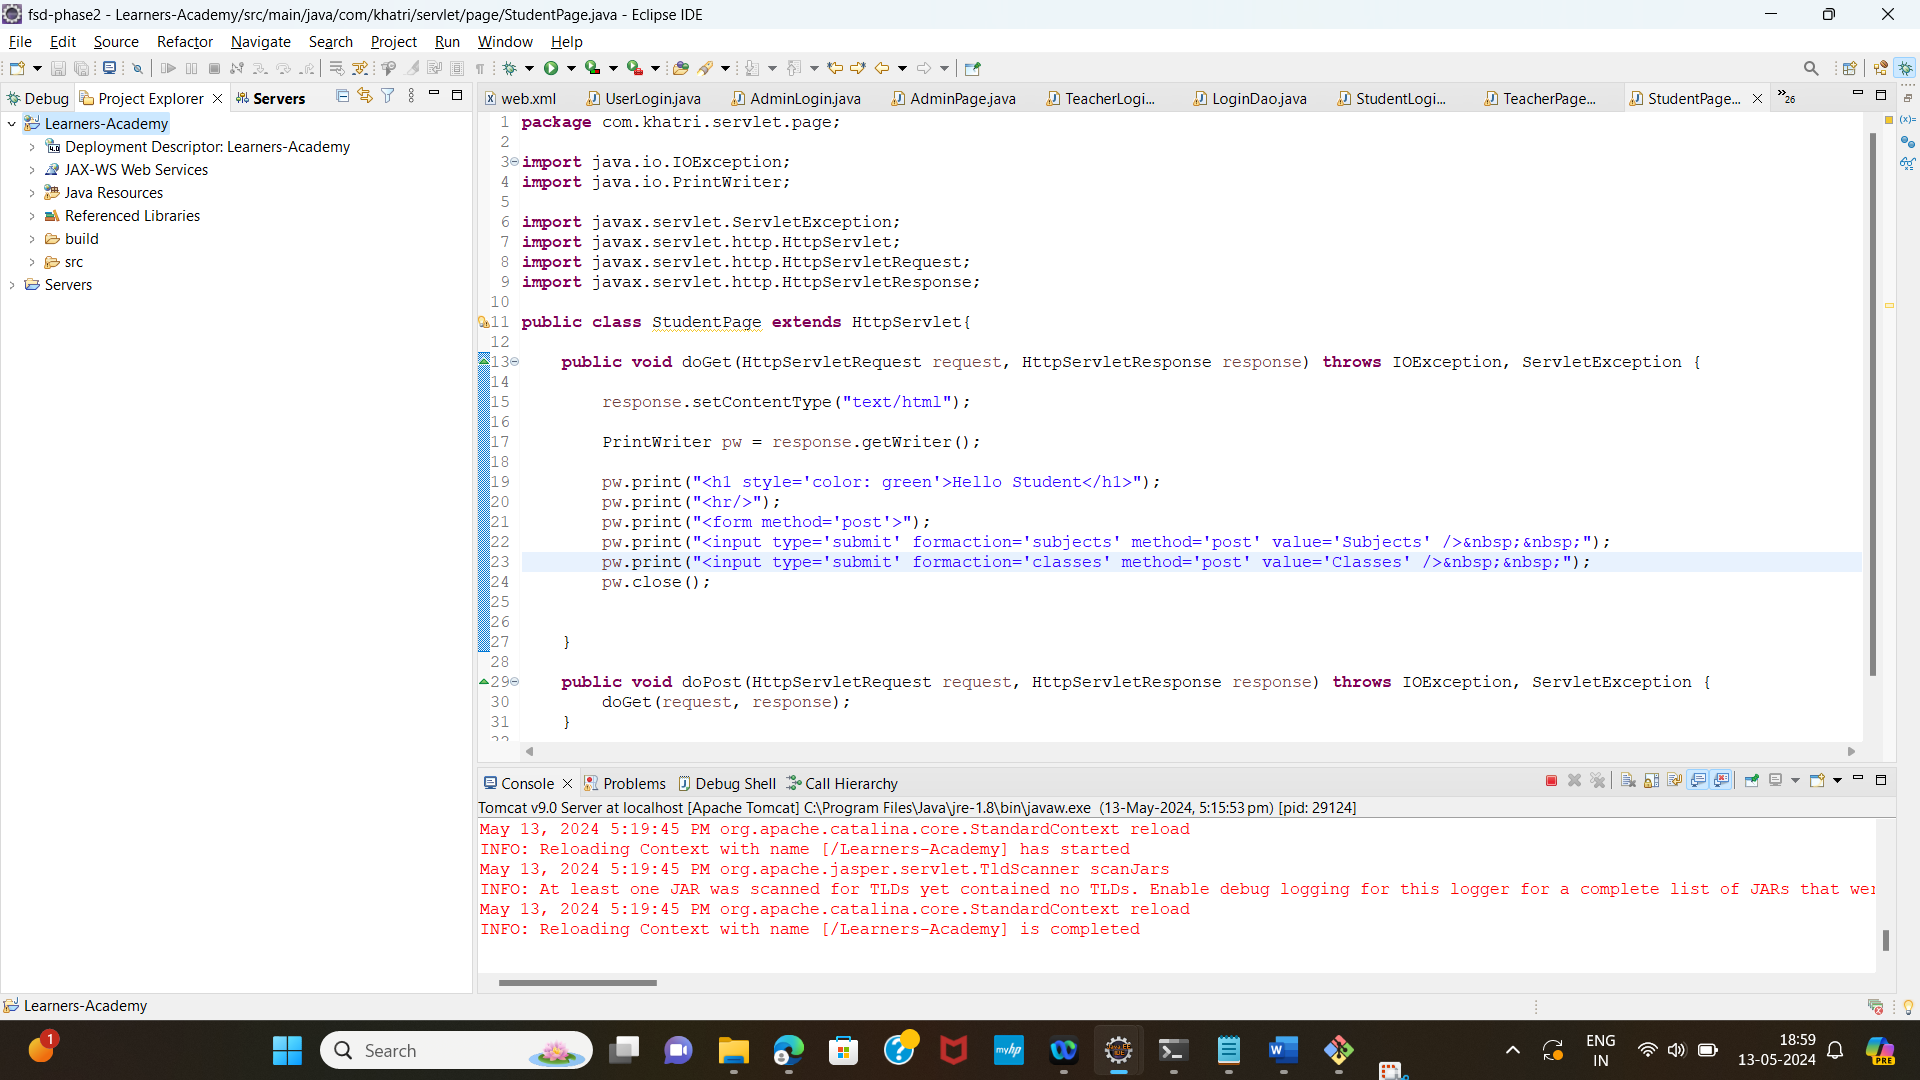 fsd-phase2 - Learners-Academy/src/main/java/com/khatri/servlet/page/StudentPage.java - Eclipse IDE
File Edit Source Refactor Navigate Search Project Run Window Help
Debug Project Explorer Servers
web.xml UserLogin.java AdminLogin.java AdminPage.java TeacherLogi... LoginDao.java StudentLogi... TeacherPage... StudentPage... »26
Learners-Academy
Deployment Descriptor: Learners-Academy
JAX-WS Web Services
Java Resources
Referenced Libraries
build
src
Servers
1 package com.khatri.servlet.page;
2
3 import java.io.IOException;
4 import java.io.PrintWriter;
5
6 import javax.servlet.ServletException;
7 import javax.servlet.http.HttpServlet;
8 import javax.servlet.http.HttpServletRequest;
9 import javax.servlet.http.HttpServletResponse;
10
11 public class StudentPage extends HttpServlet{
12
13 public void doGet(HttpServletRequest request, HttpServletResponse response) throws IOException, ServletException {
14
15 response.setContentType("text/html");
16
17 PrintWriter pw = response.getWriter();
18
19 pw.print("<h1 style='color: green'>Hello Student</h1>");
20 pw.print("<hr/>");
21 pw.print("<form method='post'>");
22 pw.print("<input type='submit' formaction='subjects' method='post' value='Subjects' />&nbsp;&nbsp;");
23 pw.print("<input type='submit' formaction='classes' method='post' value='Classes' />&nbsp;&nbsp;");
24 pw.close();
25
26
27 }
28
29 public void doPost(HttpServletRequest request, HttpServletResponse response) throws IOException, ServletException {
30 doGet(request, response);
31 }
Console Problems Debug Shell Call Hierarchy
Tomcat v9.0 Server at localhost [Apache Tomcat] C:\Program Files\Java\jre-1.8\bin\javaw.exe (13-May-2024, 5:15:53 pm) [pid: 29124]
May 13, 2024 5:19:45 PM org.apache.catalina.core.StandardContext reload
INFO: Reloading Context with name [/Learners-Academy] has started
May 13, 2024 5:19:45 PM org.apache.jasper.servlet.TldScanner scanJars
INFO: At least one JAR was scanned for TLDs yet contained no TLDs. Enable debug logging for this logger for a complete list of JARs that wer
May 13, 2024 5:19:45 PM org.apache.catalina.core.StandardContext reload
INFO: Reloading Context with name [/Learners-Academy] is completed
Learners-Academy
1
Search
myhp
ENG
IN
18:59
13-05-2024
PRE